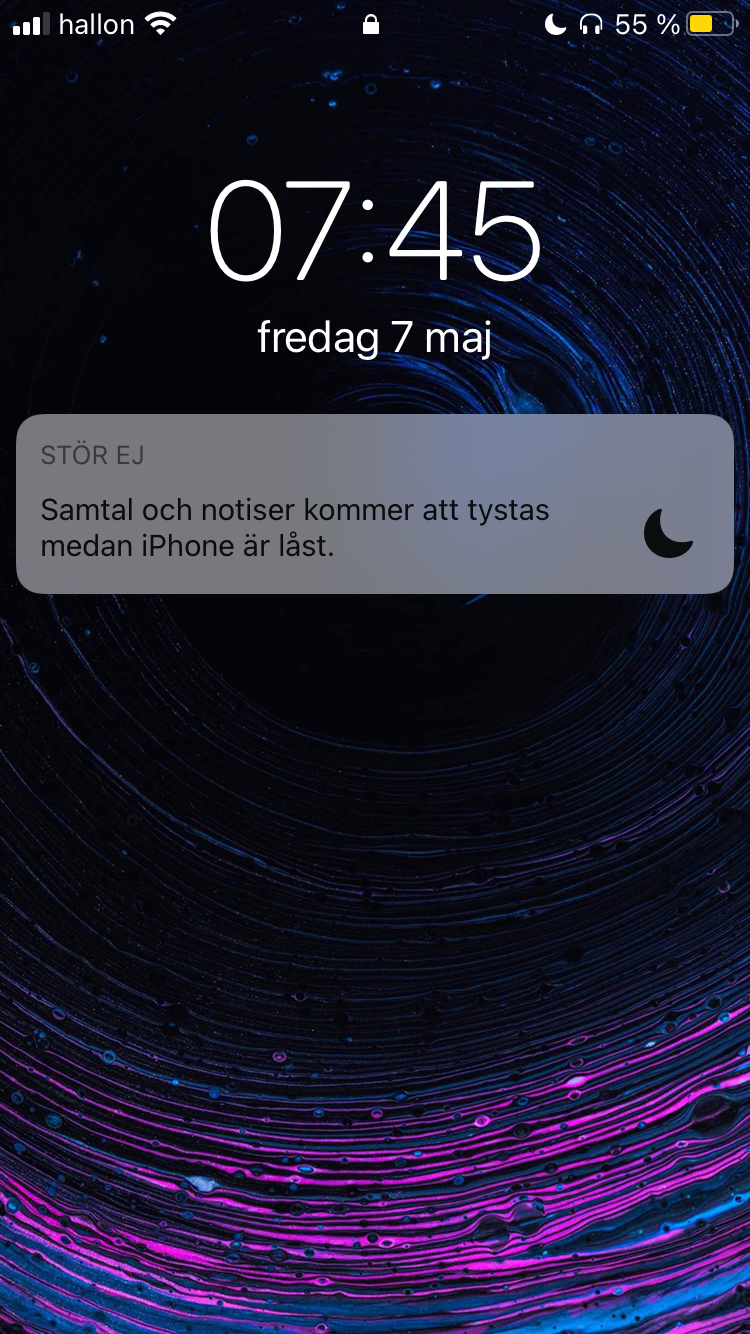 hallon 55 %
07:45
fredag 7 maj
STÖR EJ
Samtal och notiser kommer att tystas
medan iPhone är låst.